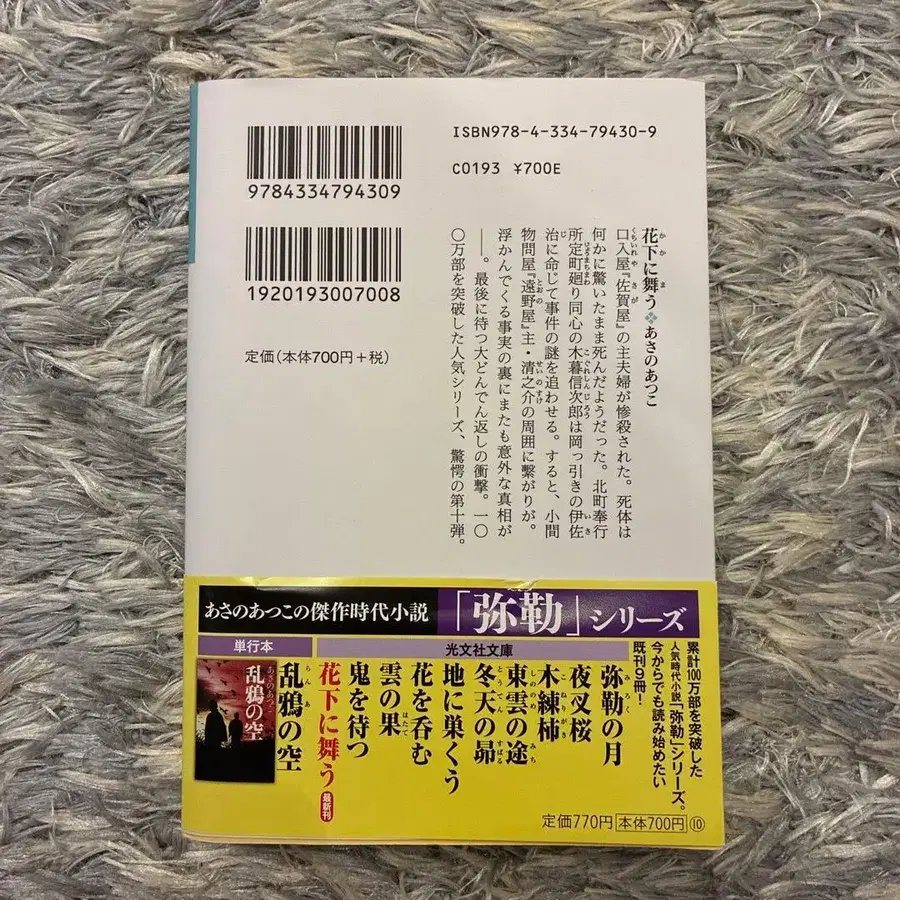 9784334794309
1920193007008
定価(本体700円+税)
ISBN978-4-334-79430-9
C0193 ¥700E
花下に舞う❖あさのあつこ
口入屋『佐賀屋』の主夫婦が惨殺された。死体は
何かに驚いたまま死んだようだった。北町奉行
所定町廻り同心の木暮信次郎は岡っ引きの伊佐
治に命じて事件の謎を追わせる。すると、小間
物問屋『遠野屋』主・清之介の周囲に繋がりが。
浮かんでくる事実の裏にまたも意外な真相が
――。最後に待つ大どんでん返しの衝撃。一〇
〇万部を突破した人気シリーズ、驚愕の第十弾。
あさのあつこの傑作時代小説「弥勒」シリーズ
累計100万部を突破した
人気時代小説「弥勒」シリーズ。
今からでも読み始めたい
既刊9冊!
光文社文庫
弥勒の月
夜叉桜
木練柿
東雲の途
冬天の昴
地に巣くう
花を呑む
雲の果
鬼を待つ
花下に舞う 最新刊
単行本
乱鴉の空
あさのあつこ
乱鴉の空
定価770円 本体700円 ⑩